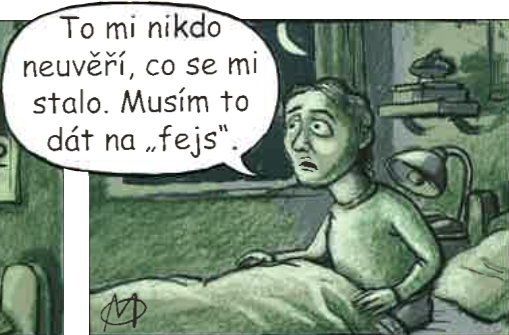 To mi nikdo
neuvěří, co se mi
stalo. Musím to
dát na „fejs“.